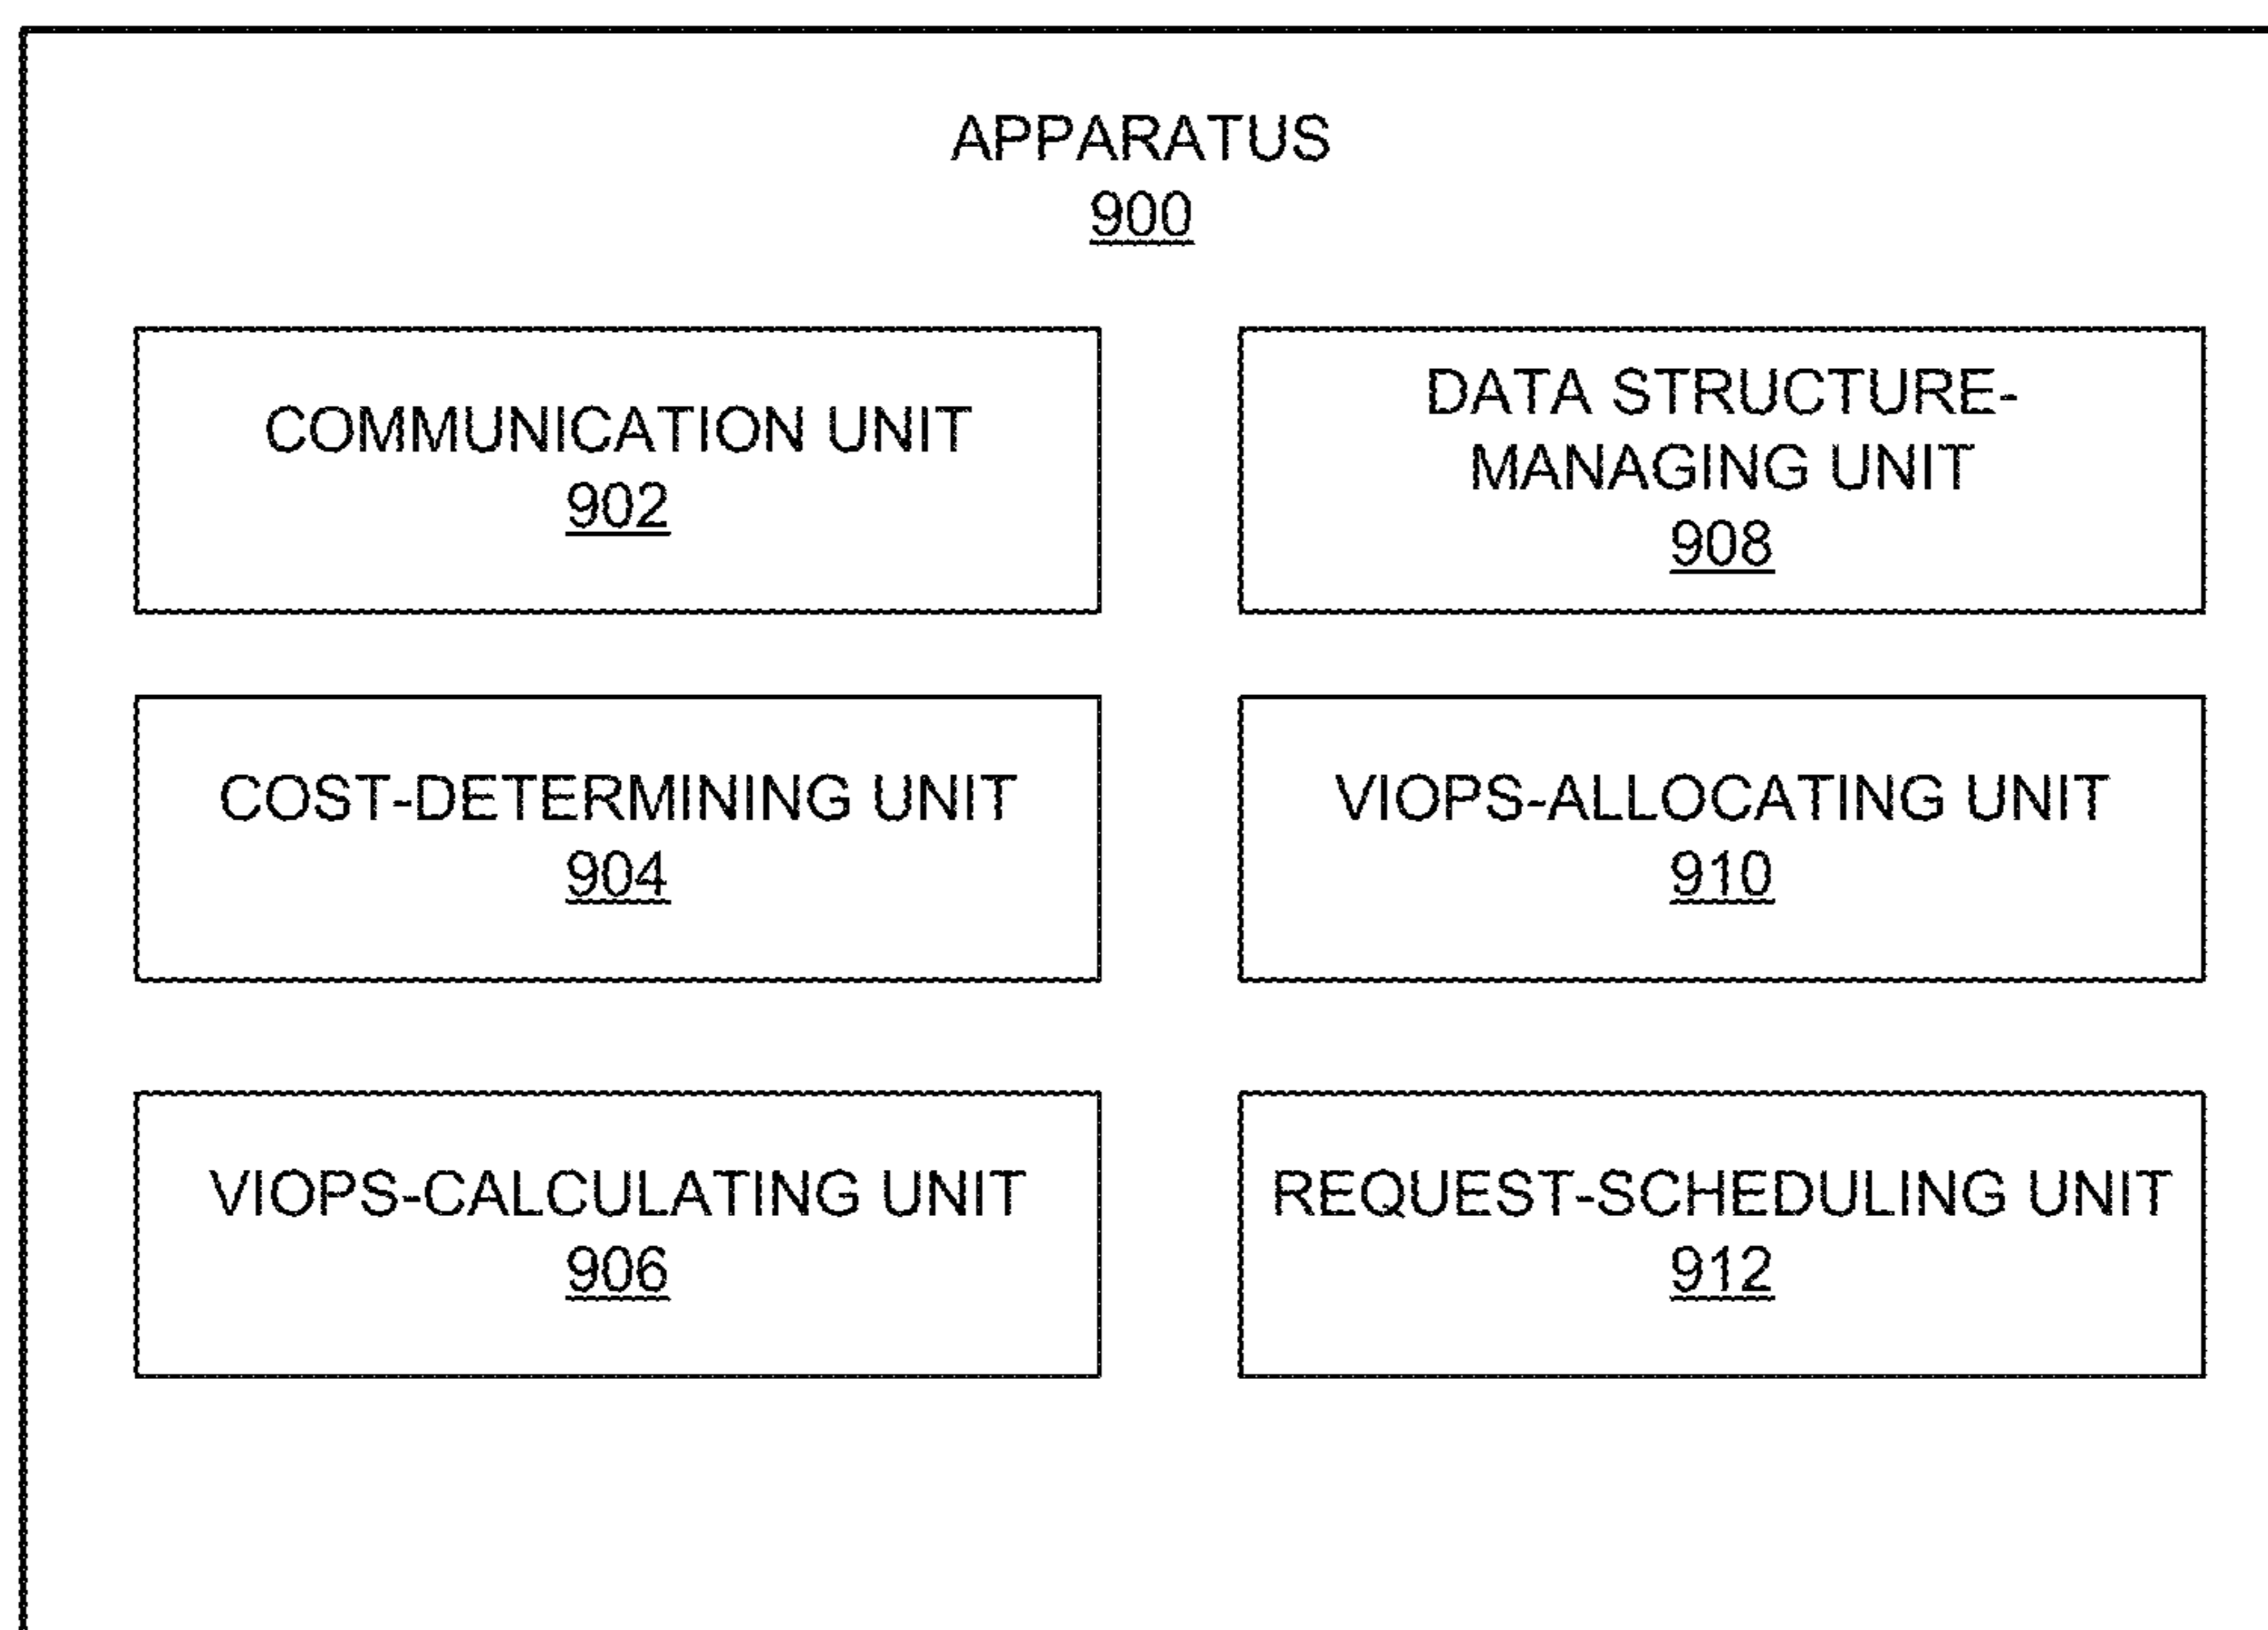 APPARATUS
900
COMMUNICATION UNIT
902
DATA STRUCTURE-
MANAGING UNIT
908
COST-DETERMINING UNIT
904
VIOPS-ALLOCATING UNIT
910
VIOPS-CALCULATING UNIT
906
REQUEST-SCHEDULING UNIT
912